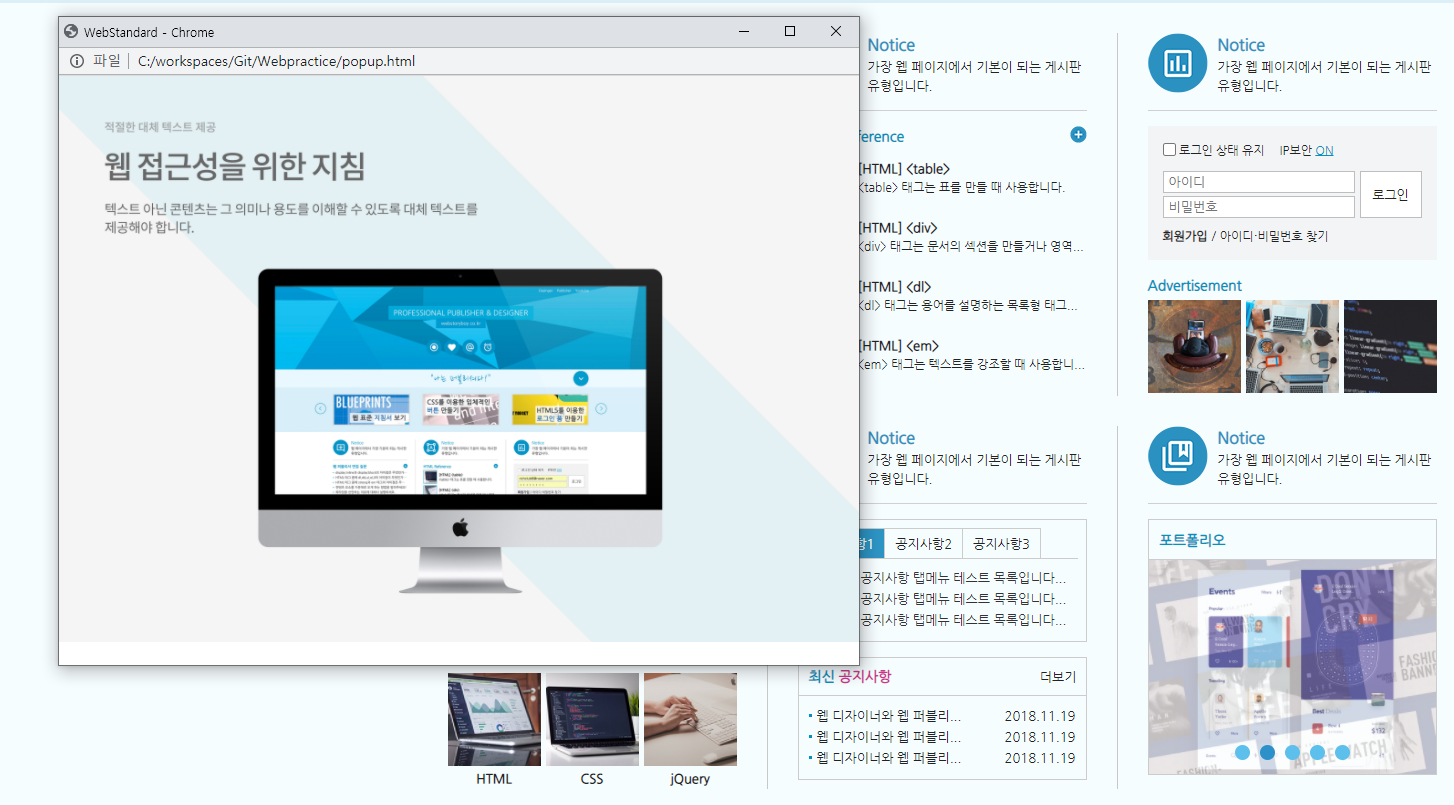 WebStandard - Chrome
파일 | C:/workspaces/Git/Webpractice/popup.html
적절한 대체 텍스트 제공
웹 접근성을 위한 지침
텍스트 아닌 콘텐츠는 그 의미나 용도를 이해할 수 있도록 대체 텍스트를
제공해야 합니다.
PROFESSIONAL PUBLISHER & DESIGNER
BLUEPRINTS
웹 표준 지침서 보기
CSS를 이용한 입체적인
버튼 만들기
HTML5를 이용한
로그인 폼 만들기
Notice
Notice
Notice
Notice
가장 웹 페이지에서 기본이 되는 게시판
유형입니다.
ference
[HTML] <table>
<table> 태그는 표를 만들 때 사용합니다.
[HTML] <div>
<div> 태그는 문서의 섹션을 만들거나 영역...
[HTML] <dl>
<dl> 태그는 용어를 설명하는 목록형 태그...
[HTML] <em>
<em> 태그는 텍스트를 강조할 때 사용합니...
Notice
가장 웹 페이지에서 기본이 되는 게시판
유형입니다.
로그인 상태 유지 IP보안 ON
아이디
비밀번호
로그인
회원가입 / 아이디·비밀번호 찾기
Advertisement
Notice
가장 웹 페이지에서 기본이 되는 게시판
유형입니다.
항1 공지사항2 공지사항3
공지사항 탭메뉴 테스트 목록입니다...
공지사항 탭메뉴 테스트 목록입니다...
공지사항 탭메뉴 테스트 목록입니다...
최신 공지사항 더보기
웹 디자이너와 웹 퍼블리... 2018.11.19
웹 디자이너와 웹 퍼블리... 2018.11.19
웹 디자이너와 웹 퍼블리... 2018.11.19
Notice
가장 웹 페이지에서 기본이 되는 게시판
유형입니다.
포트폴리오
Events
DON'T
CRY
FASHIO
BANNE
APPLE WATCH
HTML CSS jQuery